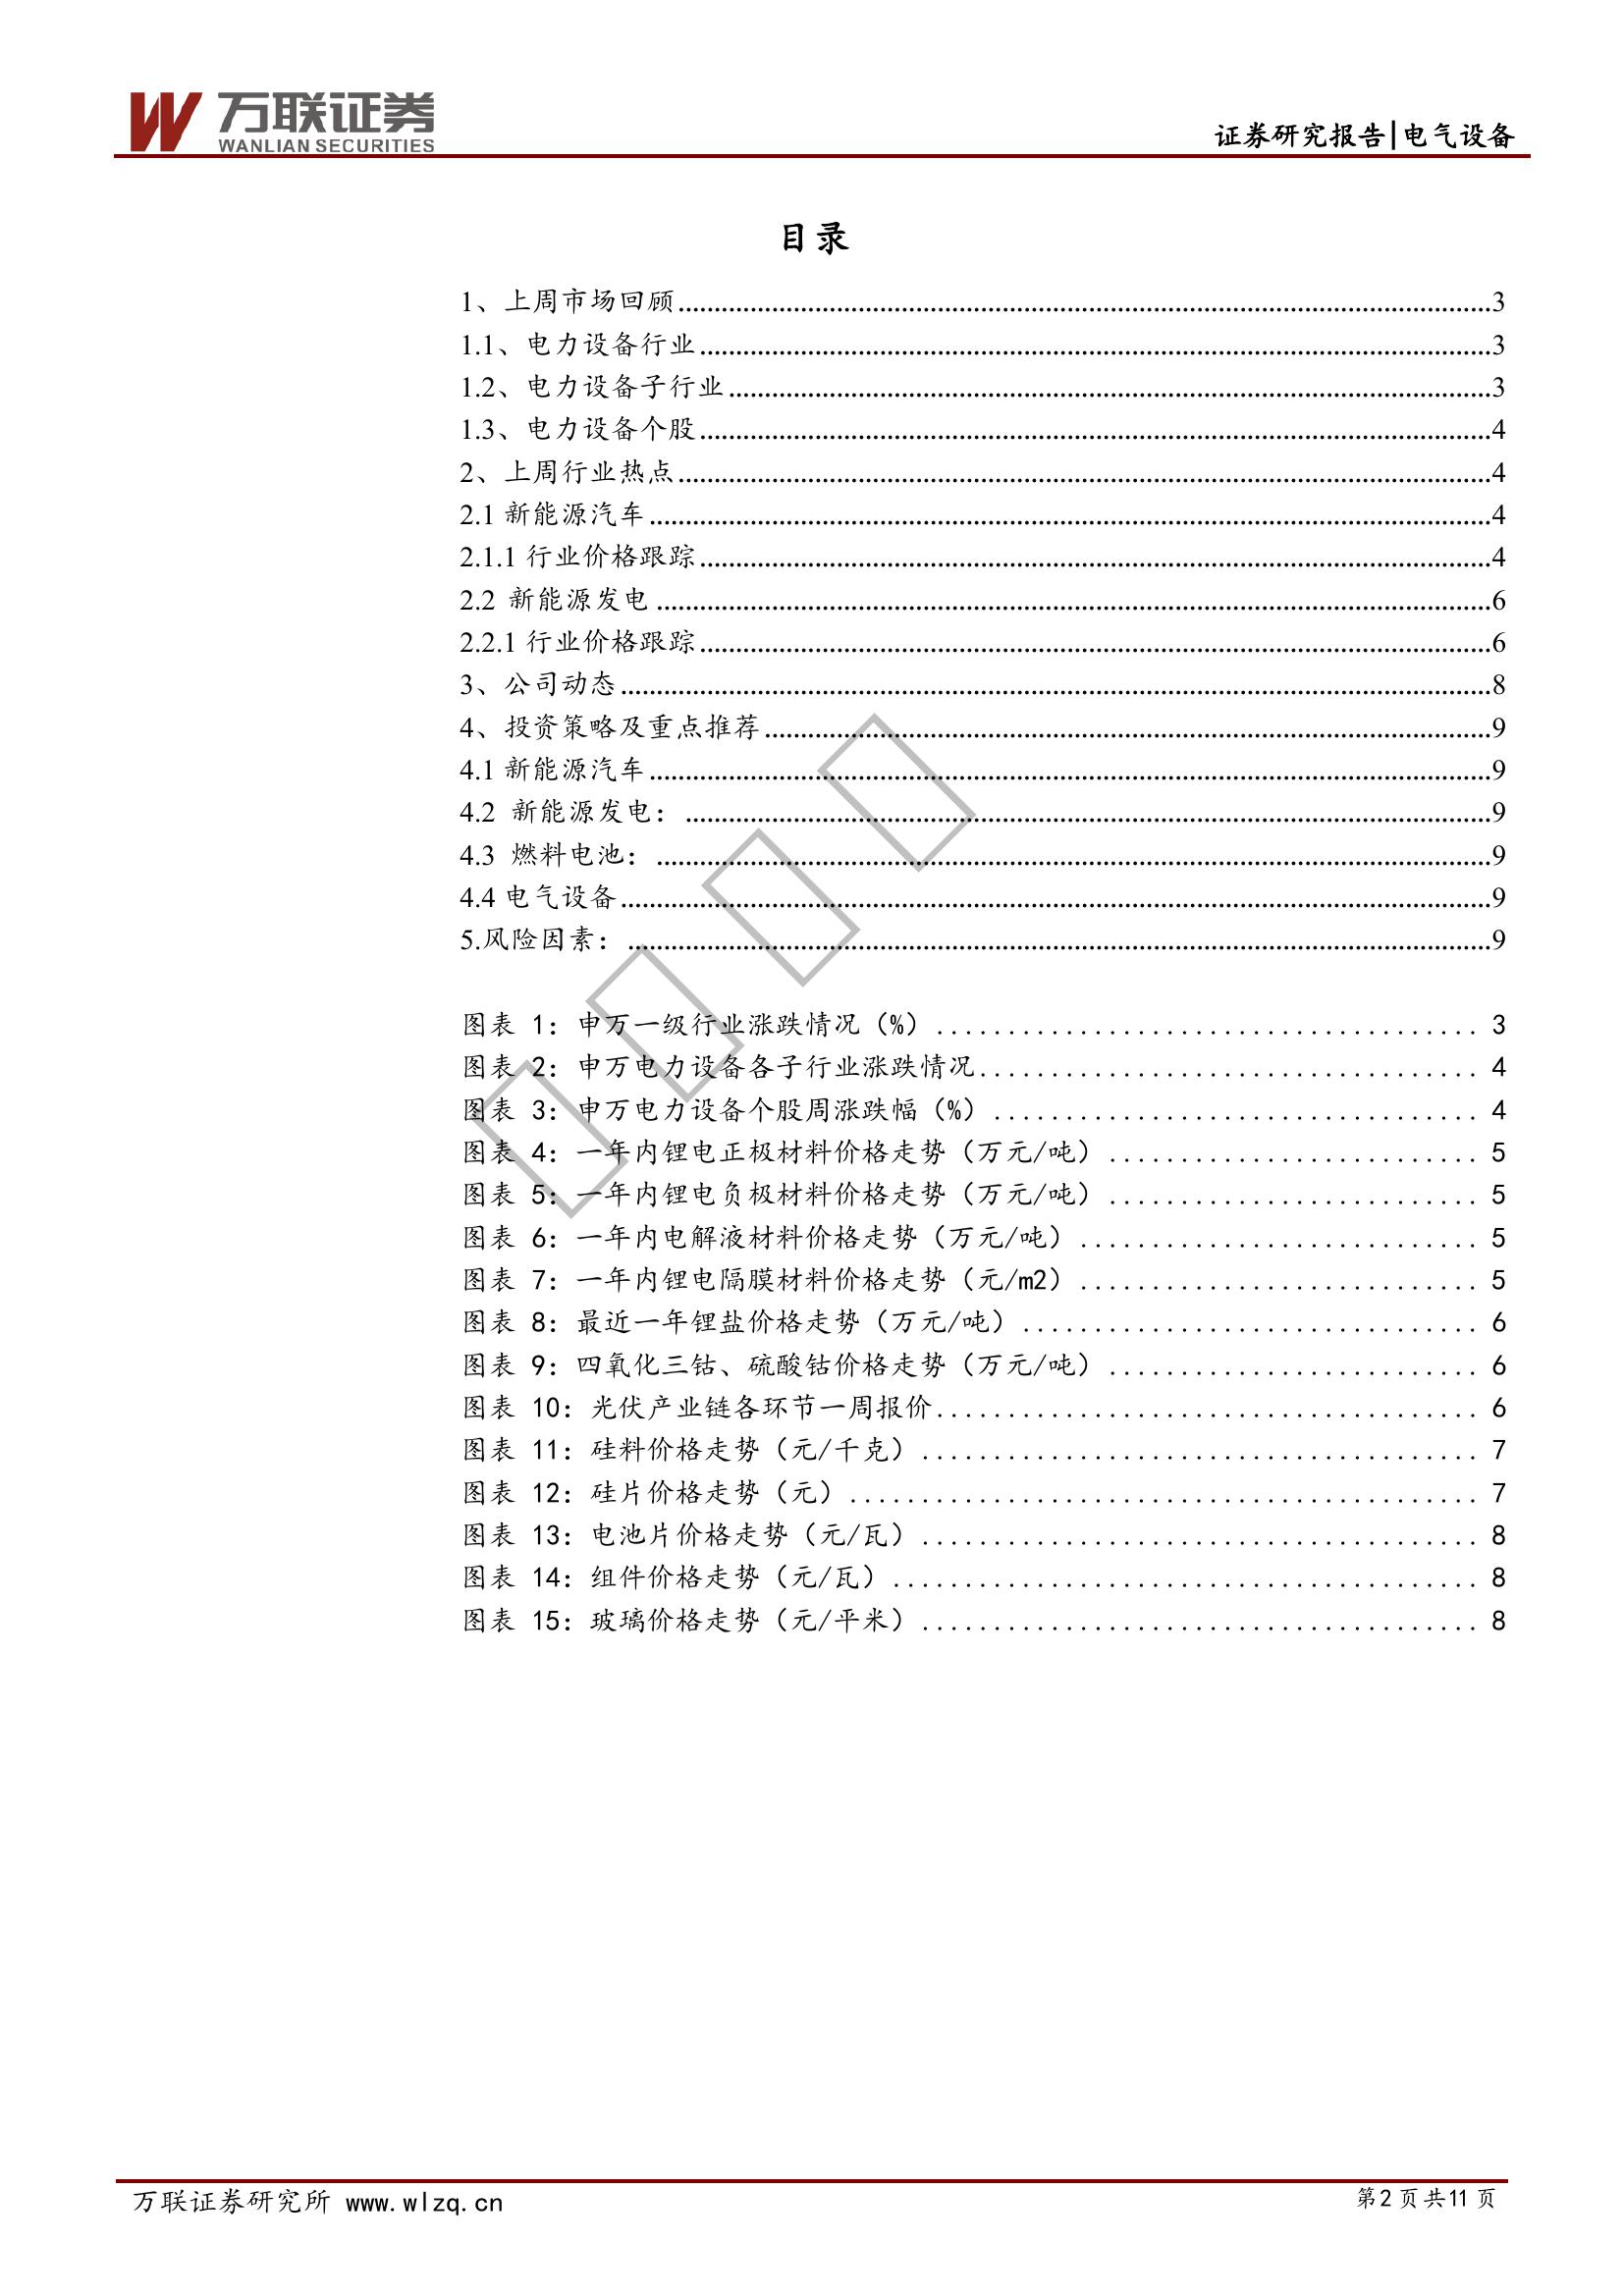 万联证券
WANLIAN SECURITIES
证券研究报告|电气设备
目录
1、上周市场回顾........3
1.1、电力设备行业........3
1.2、电力设备子行业........3
1.3、电力设备个股........4
2、上周行业热点........4
2.1 新能源汽车........4
2.1.1 行业价格跟踪........4
2.2 新能源发电........6
2.2.1 行业价格跟踪........6
3、公司动态........8
4、投资策略及重点推荐........9
4.1 新能源汽车........9
4.2 新能源发电：........9
4.3 燃料电池：........9
4.4 电气设备........9
5.风险因素：........9
图表 1：申万一级行业涨跌情况（%）........3
图表 2：申万电力设备各子行业涨跌情况........4
图表 3：申万电力设备个股周涨跌幅（%）........4
图表 4：一年内锂电正极材料价格走势（万元/吨）........5
图表 5：一年内锂电负极材料价格走势（万元/吨）........5
图表 6：一年内电解液材料价格走势（万元/吨）........5
图表 7：一年内锂电隔膜材料价格走势（元/m2）........5
图表 8：最近一年锂盐价格走势（万元/吨）........6
图表 9：四氧化三钴、硫酸钴价格走势（万元/吨）........6
图表 10：光伏产业链各环节一周报价........6
图表 11：硅料价格走势（元/千克）........7
图表 12：硅片价格走势（元）........7
图表 13：电池片价格走势（元/瓦）........8
图表 14：组件价格走势（元/瓦）........8
图表 15：玻璃价格走势（元/平米）........8
万联证券研究所 www.wlzq.cn
第2页共11页